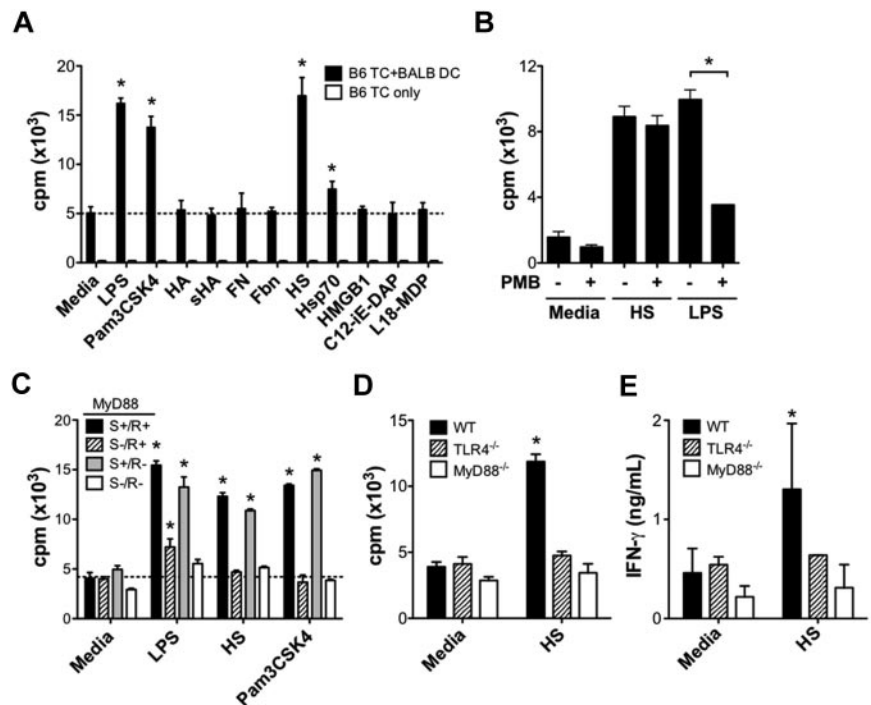 A
cpm (x10³)
20
15
10
5
0
B6 TC+BALB DC
B6 TC only
*
*
*
*
Media
LPS
Pam3CSK4
HA
sHA
FN
Fbn
HS
Hsp70
HMGB1
C12-iE-DAP
L18-MDP
B
cpm (x10³)
12
8
4
0
*
PMB - + - + - +
Media HS LPS
C
MyD88
cpm (x10³)
20
15
10
5
0
S+/R+
S-/R+
S+/R-
S-/R-
*
*
*
*
*
*
*
Media
LPS
HS
Pam3CSK4
D
cpm (x10³)
15
10
5
0
WT
TLR4⁻/⁻
MyD88⁻/⁻
*
Media
HS
E
IFN-γ (ng/mL)
2
1
0
WT
TLR4⁻/⁻
MyD88⁻/⁻
*
Media
HS